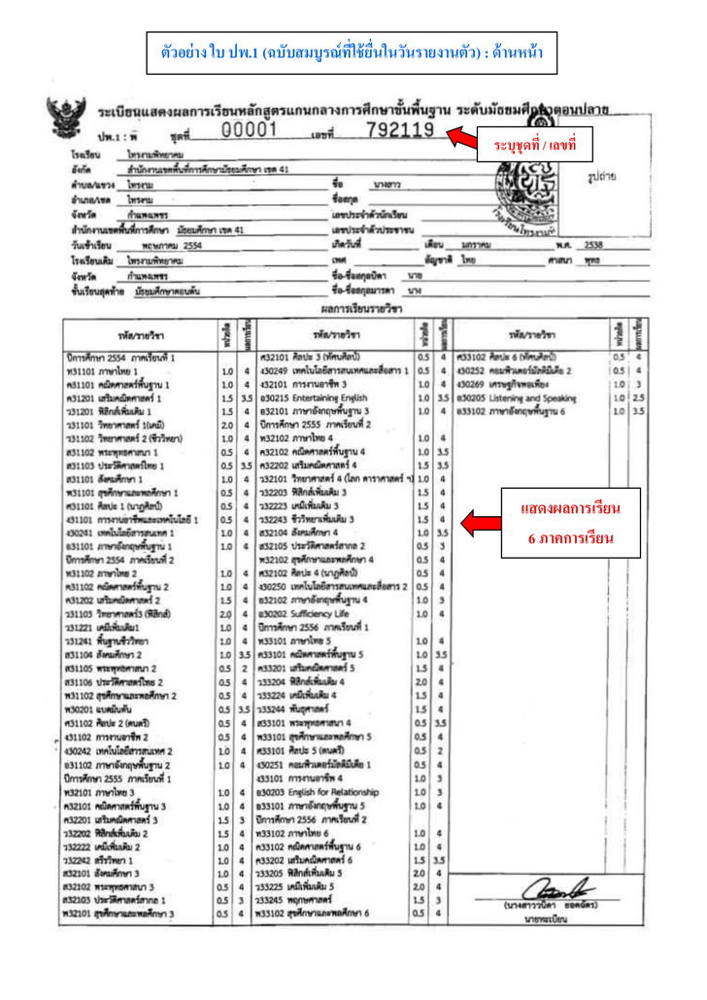 ตัวอย่าง ใบ ปพ.1 (ฉบับสมบูรณ์ที่ใช้ยื่นในวันรายงานตัว) : ด้านหน้า
ระเบียนแสดงผลการเรียนหลักสูตรแกนกลางการศึกษาขั้นพื้นฐาน ระดับมัธยมศึกษาตอนปลาย
ปพ.1 : พ ชุดที่ 00001 เลขที่ 792119
ระบุชุดที่ / เลขที่
รูปถ่าย
โรงเรียน ไทรงามพิทยาคม
สังกัด สำนักงานเขตพื้นที่การศึกษามัธยมศึกษา เขต 41
ตำบล/แขวง ไทรงาม
อำเภอ/เขต ไทรงาม
จังหวัด กำแพงเพชร
สำนักงานเขตพื้นที่การศึกษา มัธยมศึกษา เขต 41
วันเข้าเรียน พฤษภาคม 2554
โรงเรียนเดิม ไทรงามพิทยาคม
จังหวัด กำแพงเพชร
ชั้นเรียนสุดท้าย มัธยมศึกษาตอนต้น
ชื่อ นางสาว
ชื่อสกุล
เลขประจำตัวนักเรียน
เลขประจำตัวประชาชน
เกิดวันที่ เดือน มกราคม พ.ศ. 2538
เพศ สัญชาติ ไทย ศาสนา พุทธ
ชื่อ-ชื่อสกุลบิดา นาย
ชื่อ-ชื่อสกุลมารดา นาง
ผลการเรียนรายวิชา
รหัส/รายวิชา หน่วยกิต ผลการเรียน
ปีการศึกษา 2554 ภาคเรียนที่ 1
ท31101 ภาษาไทย 1 1.0 4
ค31101 คณิตศาสตร์พื้นฐาน 1 1.0 4
ค31201 เสริมคณิตศาสตร์ 1 1.5 3.5
ว31201 ฟิสิกส์เพิ่มเติม 1 1.5 4
ว31101 วิทยาศาสตร์ 1(เคมี) 2.0 4
ว31102 วิทยาศาสตร์ 2 (ชีววิทยา) 1.0 4
ส31102 พระพุทธศาสนา 1 0.5 4
ส31103 ประวัติศาสตร์ไทย 1 0.5 3.5
ส31101 สังคมศึกษา 1 1.0 4
พ31101 สุขศึกษาและพลศึกษา 1 0.5 4
ศ31101 ศิลปะ 1 (นาฏศิลป์) 0.5 4
ง31101 การงานอาชีพและเทคโนโลยี 1 0.5 4
ง30241 เทคโนโลยีสารสนเทศ 1 1.0 4
อ31101 ภาษาอังกฤษพื้นฐาน 1 1.0 4
ปีการศึกษา 2554 ภาคเรียนที่ 2
ท31102 ภาษาไทย 2 1.0 4
ค31102 คณิตศาสตร์พื้นฐาน 2 1.0 4
ค31202 เสริมคณิตศาสตร์ 2 1.5 4
ว31103 วิทยาศาสตร์3 (ฟิสิกส์) 2.0 4
ว31221 เคมีเพิ่มเติม1 1.0 4
ว31241 พื้นฐานชีววิทยา 1.0 4
ส31104 สังคมศึกษา 2 1.0 3.5
ส31105 พระพุทธศาสนา 2 0.5 2
ส31106 ประวัติศาสตร์ไทย 2 0.5 4
พ31102 สุขศึกษาและพลศึกษา 2 0.5 4
พ30201 แบดมินตัน 0.5 3.5
ศ31102 ศิลปะ 2 (ดนตรี) 0.5 4
ง31102 การงานอาชีพ 2 0.5 4
ง30242 เทคโนโลยีสารสนเทศ 2 1.0 4
อ31102 ภาษาอังกฤษพื้นฐาน 2 1.0 4
ปีการศึกษา 2555 ภาคเรียนที่ 1
ท32101 ภาษาไทย 3 1.0 4
ค32101 คณิตศาสตร์พื้นฐาน 3 1.0 4
ค32201 เสริมคณิตศาสตร์ 3 1.5 3
ว32202 ฟิสิกส์เพิ่มเติม 2 1.5 4
ว32222 เคมีเพิ่มเติม 2 1.0 4
ว32242 สรีรวิทยา 1 1.0 4
ส32101 สังคมศึกษา 3 1.0 4
ส32102 พระพุทธศาสนา 3 0.5 4
ส32103 ประวัติศาสตร์สากล 1 0.5 3
พ32101 สุขศึกษาและพลศึกษา 3 0.5 4
รหัส/รายวิชา หน่วยกิต ผลการเรียน
ศ32101 ศิลปะ 3 (ทัศนศิลป์) 0.5 4
ง30249 เทคโนโลยีสารสนเทศและสื่อสาร 1 0.5 4
ง32101 การงานอาชีพ 3 1.0 4
อ30215 Entertaining English 1.0 3.5
อ32101 ภาษาอังกฤษพื้นฐาน 3 1.0 4
ปีการศึกษา 2555 ภาคเรียนที่ 2
ท32102 ภาษาไทย 4 1.0 4
ค32102 คณิตศาสตร์พื้นฐาน 4 1.0 3.5
ค32202 เสริมคณิตศาสตร์ 4 1.5 3.5
ว32101 วิทยาศาสตร์ 4 (โลก ดาราศาสตร์ ฯ) 1.0 4
ว32203 ฟิสิกส์เพิ่มเติม 3 1.5 4
ว32223 เคมีเพิ่มเติม 3 1.5 4
ว32243 ชีววิทยาเพิ่มเติม 3 1.5 4
ส32104 สังคมศึกษา 4 1.0 3.5
ส32105 ประวัติศาสตร์สากล 2 0.5 3
พ32102 สุขศึกษาและพลศึกษา 4 0.5 4
ศ32102 ศิลปะ 4 (นาฏศิลป์) 0.5 4
ง30250 เทคโนโลยีสารสนเทศและสื่อสาร 2 0.5 4
อ32102 ภาษาอังกฤษพื้นฐาน 4 1.0 3
อ30202 Sufficiency Life 1.0 4
ปีการศึกษา 2556 ภาคเรียนที่ 1
ท33101 ภาษาไทย 5 1.0 4
ค33101 คณิตศาสตร์พื้นฐาน 5 1.0 3.5
ค33201 เสริมคณิตศาสตร์ 5 1.5 4
ว33204 ฟิสิกส์เพิ่มเติม 4 2.0 4
ว33224 เคมีเพิ่มเติม 4 1.5 4
ว33244 พันธุศาสตร์ 1.5 4
ส33101 พระพุทธศาสนา 4 0.5 3.5
พ33101 สุขศึกษาและพลศึกษา 5 0.5 4
ศ33101 ศิลปะ 5 (ดนตรี) 0.5 2
ง30251 คอมพิวเตอร์มัลติมีเดีย 1 0.5 4
ง33101 การงานอาชีพ 4 1.0 3
อ30203 English for Relationship 1.0 3
อ33101 ภาษาอังกฤษพื้นฐาน 5 1.0 4
ปีการศึกษา 2556 ภาคเรียนที่ 2
ท33102 ภาษาไทย 6 1.0 4
ค33102 คณิตศาสตร์พื้นฐาน 6 1.0 4
ค33202 เสริมคณิตศาสตร์ 6 1.5 3.5
ว33205 ฟิสิกส์เพิ่มเติม 5 2.0 4
ว33225 เคมีเพิ่มเติม 5 2.0 4
ว33245 พฤกษศาสตร์ 1.5 3
พ33102 สุขศึกษาและพลศึกษา 6 0.5 4
รหัส/รายวิชา หน่วยกิต ผลการเรียน
ศ33102 ศิลปะ 6 (ทัศนศิลป์) 0.5 4
ง30252 คอมพิวเตอร์มัลติมีเดีย 2 0.5 4
ง30269 เศรษฐกิจพอเพียง 1.0 3
อ30205 Listening and Speaking 1.0 2.5
อ33102 ภาษาอังกฤษพื้นฐาน 6 1.0 3.5
แสดงผลการเรียน
6 ภาคการเรียน
(นางสาววนิดา ยอดฉัตร)
นายทะเบียน